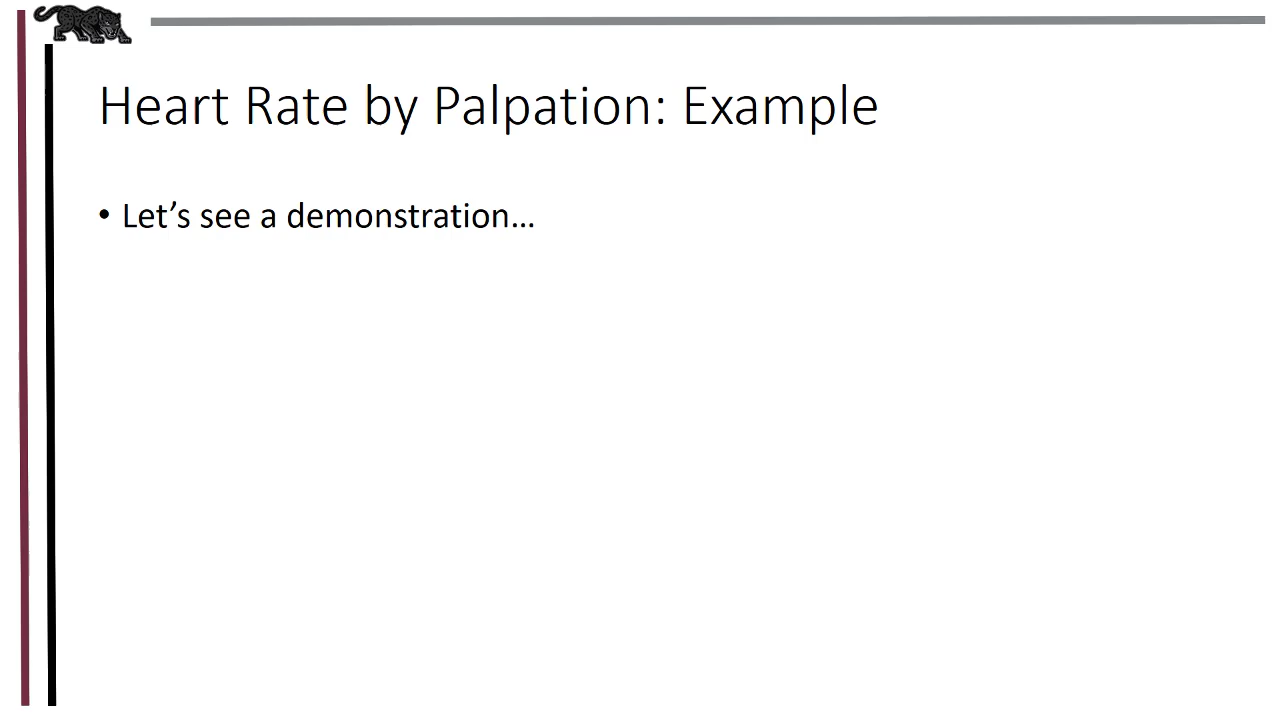 Heart Rate by Palpation: Example
• Let’s see a demonstration…